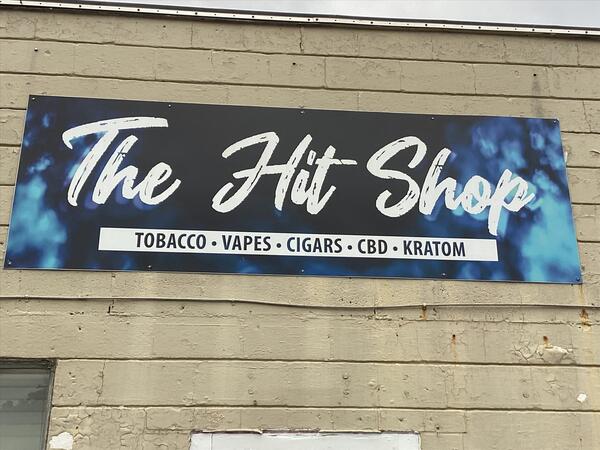 The Hit Shop
TOBACCO • VAPES • CIGARS • CBD • KRATOM